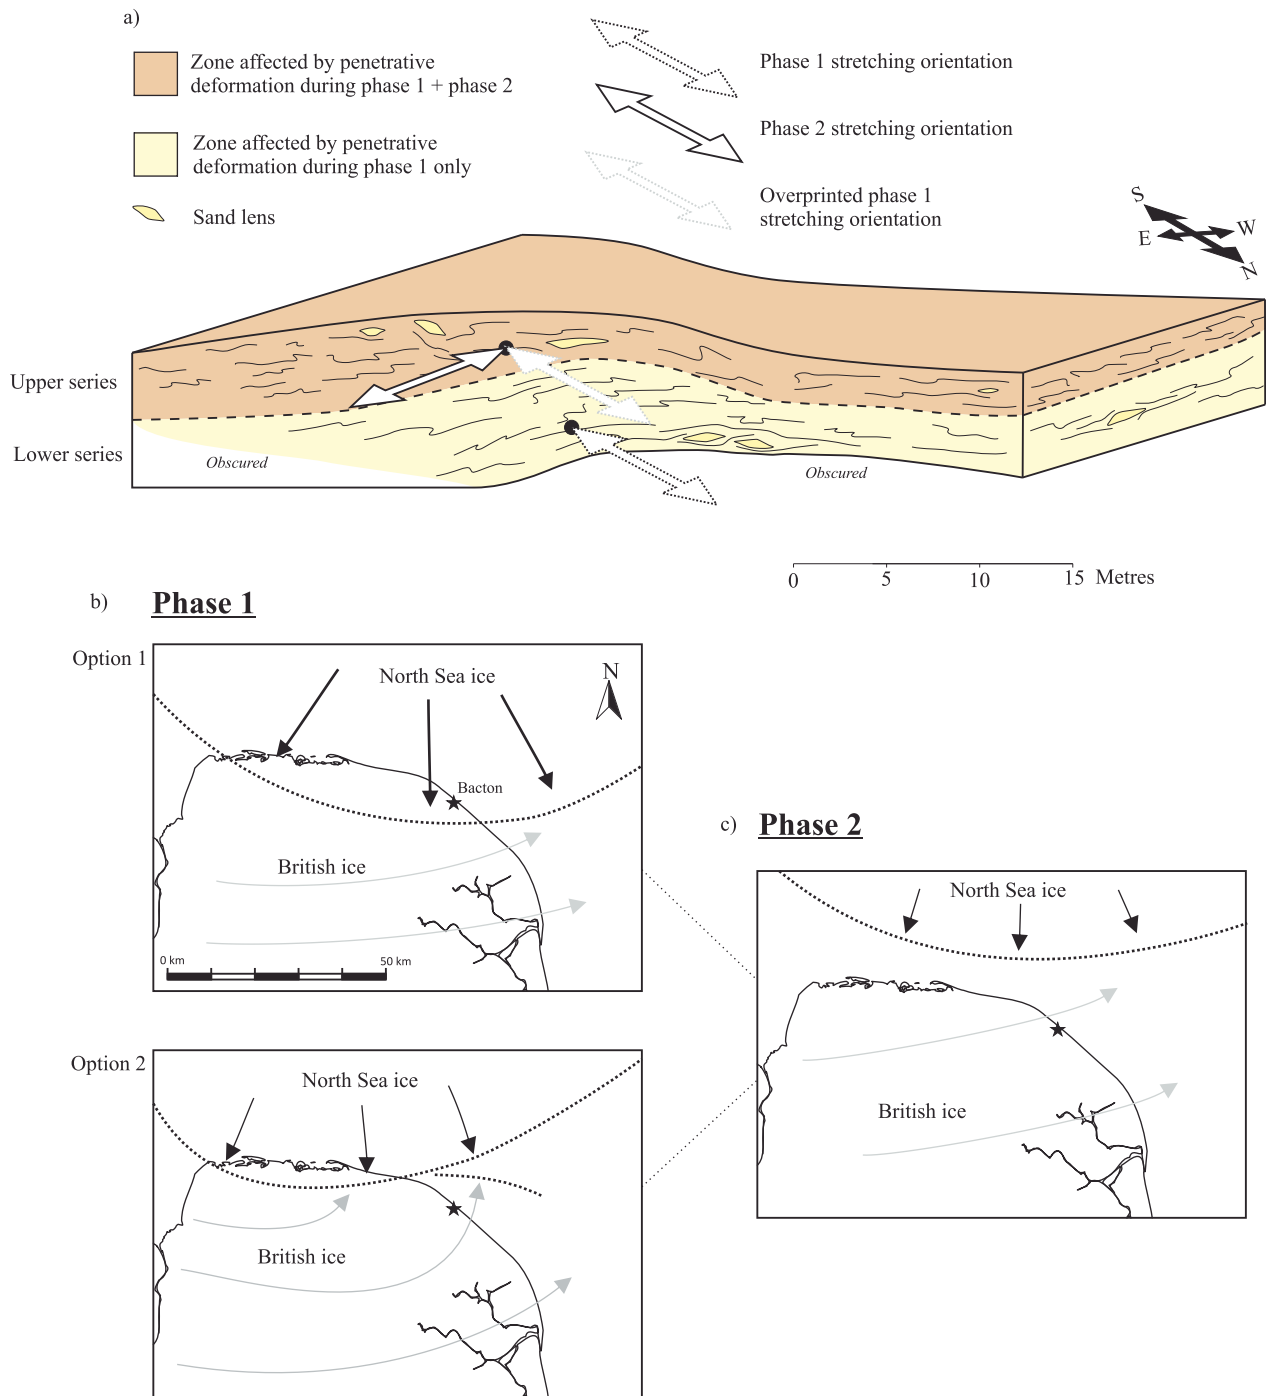 a)
Zone affected by penetrative
deformation during phase 1 + phase 2
Zone affected by penetrative
deformation during phase 1 only
Sand lens
Phase 1 stretching orientation
Phase 2 stretching orientation
Overprinted phase 1
stretching orientation
S
E
W
N
Upper series
Lower series
Obscured
Obscured
0
5
10
15
Metres
b)
Phase 1
Option 1
North Sea ice
N
Bacton
British ice
0 km
50 km
Option 2
North Sea ice
British ice
c)
Phase 2
North Sea ice
British ice